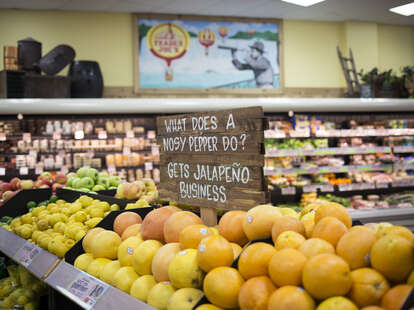 TRADER JOE'S
WHAT DOES A
NOSY PEPPER DO?
GETS JALAPEÑO
BUSINESS